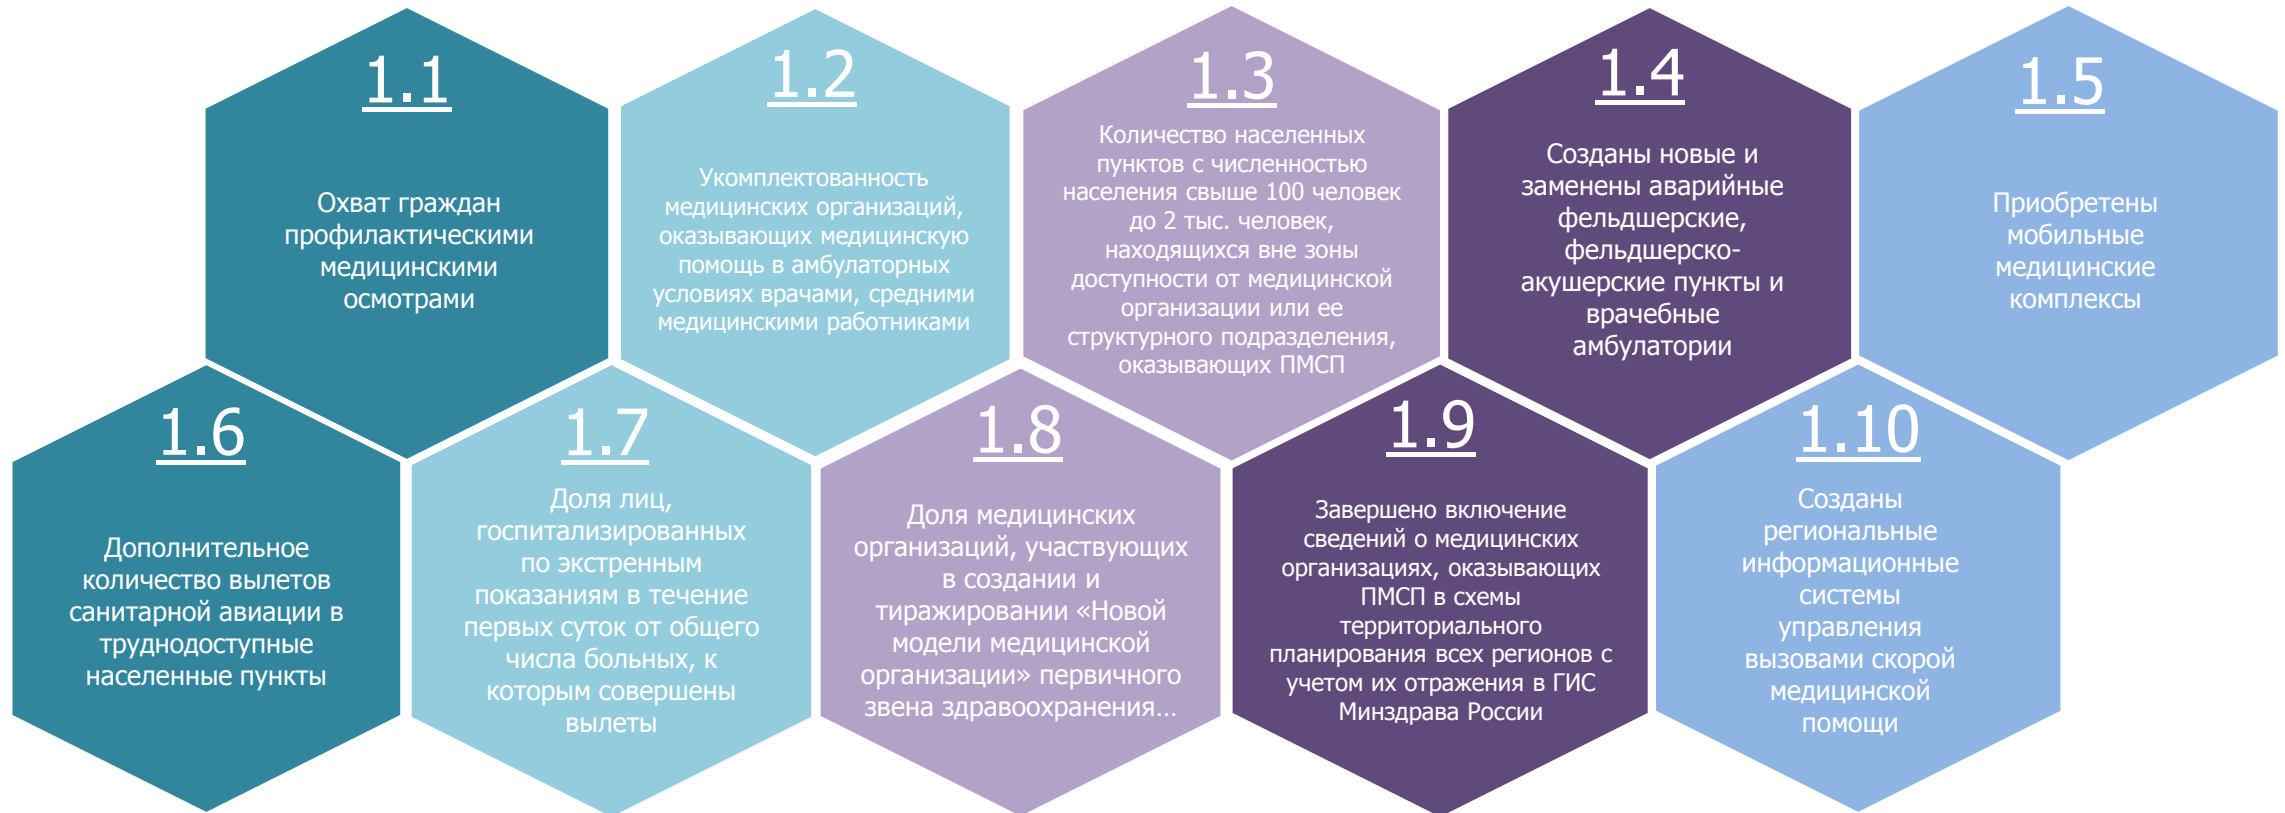 1.1
Охват граждан
профилактическими
медицинскими
осмотрами
1.2
Укомплектованность
медицинских организаций,
оказывающих медицинскую
помощь в амбулаторных
условиях врачами, средними
медицинскими работниками
1.3
Количество населенных
пунктов с численностью
населения свыше 100 человек
до 2 тыс. человек,
находящихся вне зоны
доступности от медицинской
организации или ее
структурного подразделения,
оказывающих ПМСП
1.4
Созданы новые и
заменены аварийные
фельдшерские,
фельдшерско-
акушерские пункты и
врачебные
амбулатории
1.5
Приобретены
мобильные
медицинские
комплексы
1.6
Дополнительное
количество вылетов
санитарной авиации в
труднодоступные
населенные пункты
1.7
Доля лиц,
госпитализированных
по экстренным
показаниям в течение
первых суток от общего
числа больных, к
которым совершены
вылеты
1.8
Доля медицинских
организаций, участвующих
в создании и
тиражировании «Новой
модели медицинской
организации» первичного
звена здравоохранения…
1.9
Завершено включение
сведений о медицинских
организациях, оказывающих
ПМСП в схемы
территориального
планирования всех регионов с
учетом их отражения в ГИС
Минздрава России
1.10
Созданы
региональные
информационные
системы
управления
вызовами скорой
медицинской
помощи